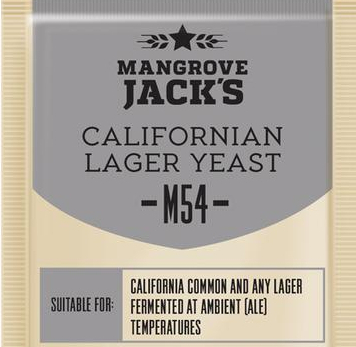 MANGROVE
JACK'S
CALIFORNIAN
LAGER YEAST
-M54-
SUITABLE FOR:
CALIFORNIA COMMON AND ANY LAGER
FERMENTED AT AMBIENT (ALE)
TEMPERATURES